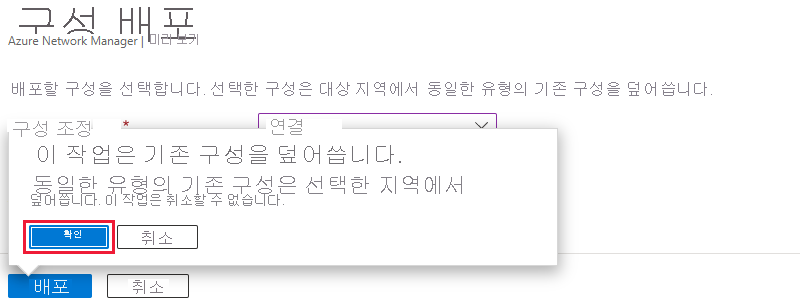 구성 배포
Azure Network Manager | 미리 보기
배포할 구성을 선택합니다. 선택한 구성은 대상 지역에서 동일한 유형의 기존 구성을 덮어씁니다.
구성 조정 * 연결
이 작업은 기존 구성을 덮어씁니다.
동일한 유형의 기존 구성은 선택한 지역에서
덮어씁니다. 이 작업은 취소할 수 없습니다.
확인 취소
배포 취소